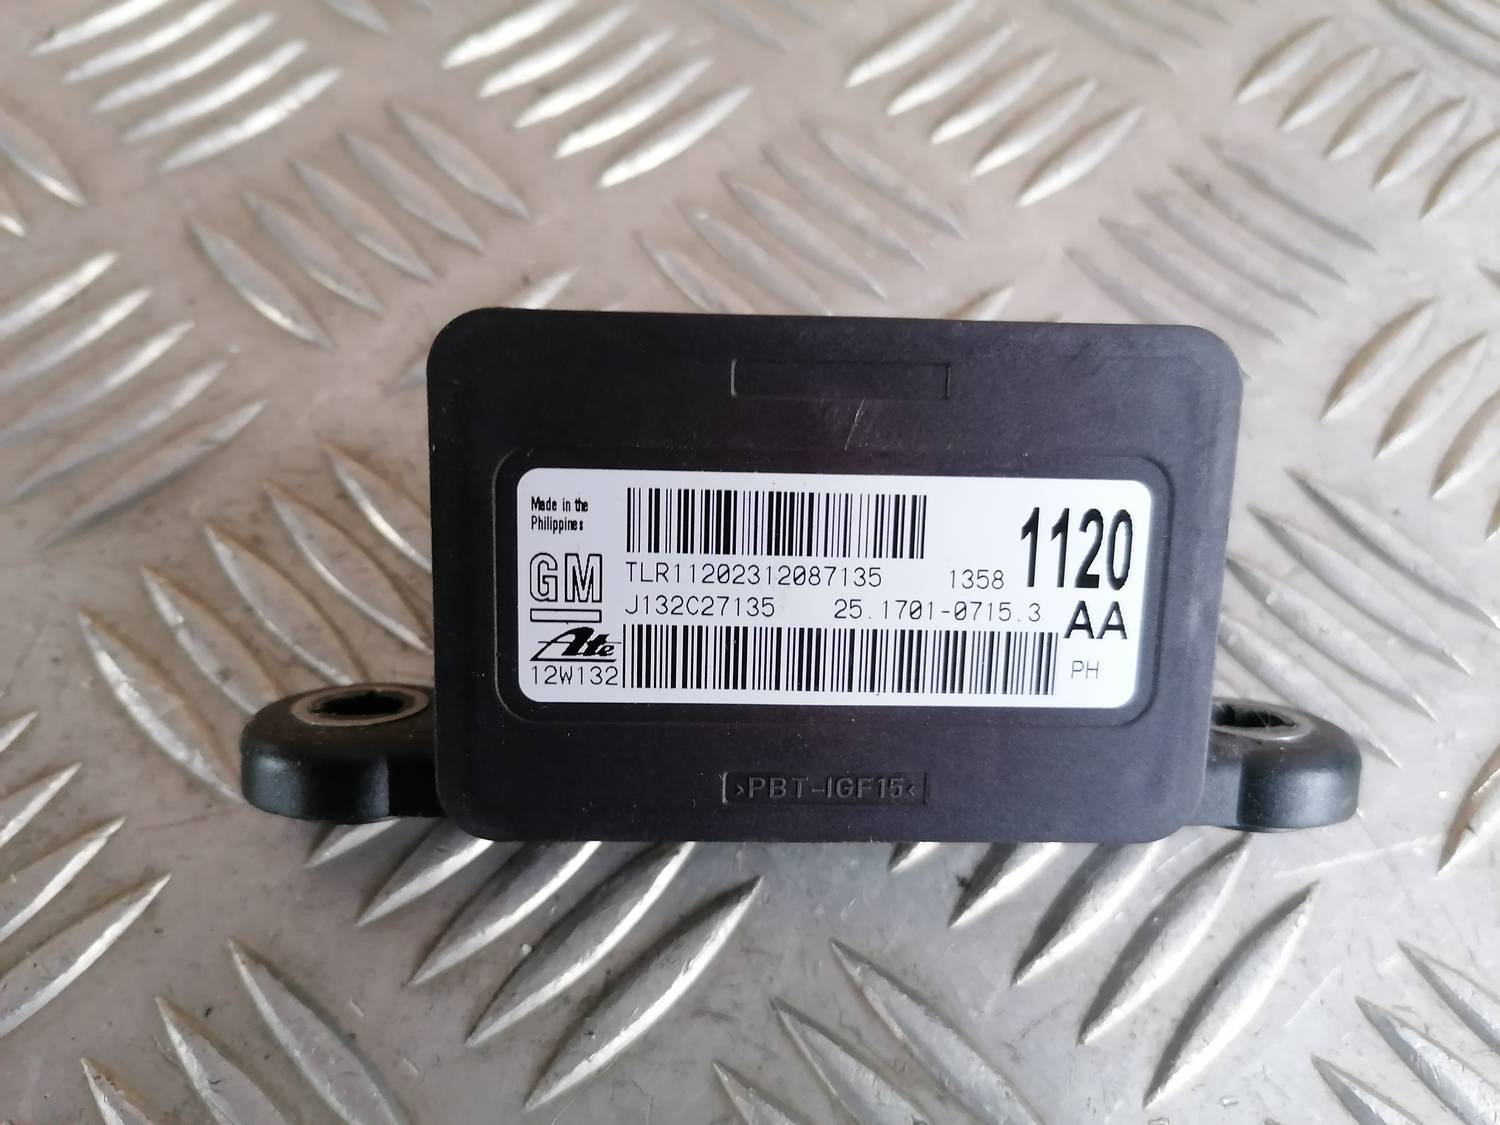 Made in the
Philippines
GM
TLR11202312087135
1358
1120
J132C27135
25.1701-0715.3
AA
Ate
12W132
PH
>PBT-IGF15<